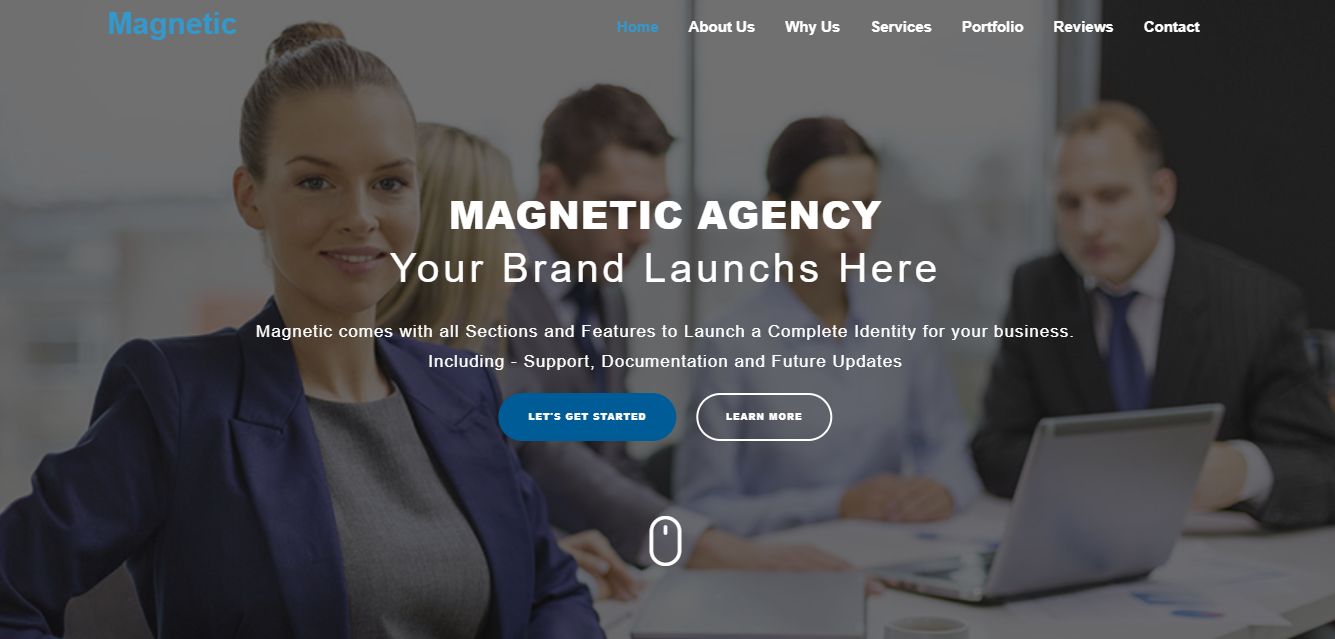 Magnetic
Home About Us Why Us Services Portfolio Reviews Contact
MAGNETIC AGENCY
Your Brand Launchs Here
Magnetic comes with all Sections and Features to Launch a Complete Identity for your business.
Including - Support, Documentation and Future Updates
LET'S GET STARTED LEARN MORE